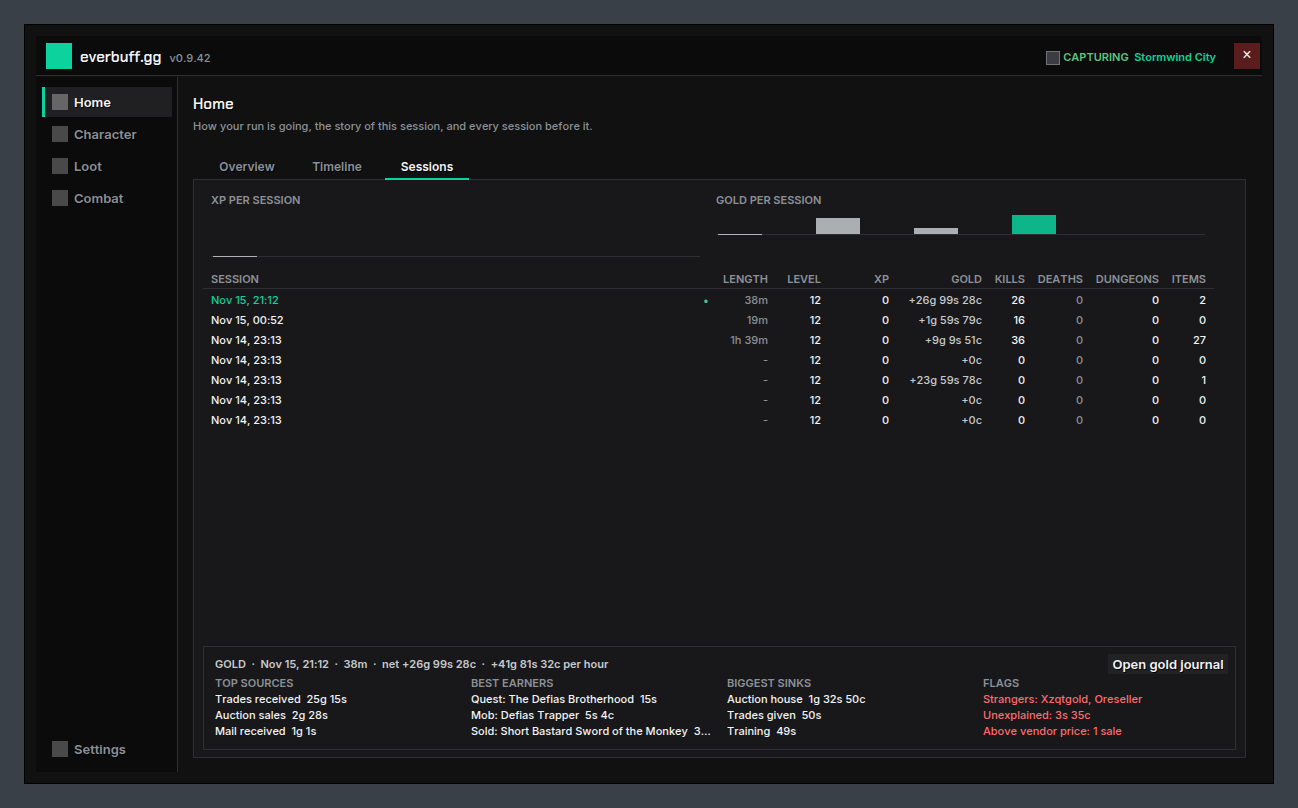 everbuff.gg v0.9.42
CAPTURING Stormwind City ×
Home
Character
Loot
Combat
Settings
Home
How your run is going, the story of this session, and every session before it.
Overview Timeline Sessions
XP PER SESSION GOLD PER SESSION
SESSION LENGTH LEVEL XP GOLD KILLS DEATHS DUNGEONS ITEMS
Nov 15, 21:12 38m 12 0 +26g 99s 28c 26 0 0 2
Nov 15, 00:52 19m 12 0 +1g 59s 79c 16 0 0 0
Nov 14, 23:13 1h 39m 12 0 +9g 9s 51c 36 0 0 27
Nov 14, 23:13 - 12 0 +0c 0 0 0 0
Nov 14, 23:13 - 12 0 +23g 59s 78c 0 0 0 1
Nov 14, 23:13 - 12 0 +0c 0 0 0 0
Nov 14, 23:13 - 12 0 +0c 0 0 0 0
GOLD · Nov 15, 21:12 · 38m · net +26g 99s 28c · +41g 81s 32c per hour Open gold journal
TOP SOURCES BEST EARNERS BIGGEST SINKS FLAGS
Trades received 25g 15s Quest: The Defias Brotherhood 15s Auction house 1g 32s 50c Strangers: Xzqtgold, Oreseller
Auction sales 2g 28s Mob: Defias Trapper 5s 4c Trades given 50s Unexplained: 3s 35c
Mail received 1g 1s Sold: Short Bastard Sword of the Monkey 3... Training 49s Above vendor price: 1 sale